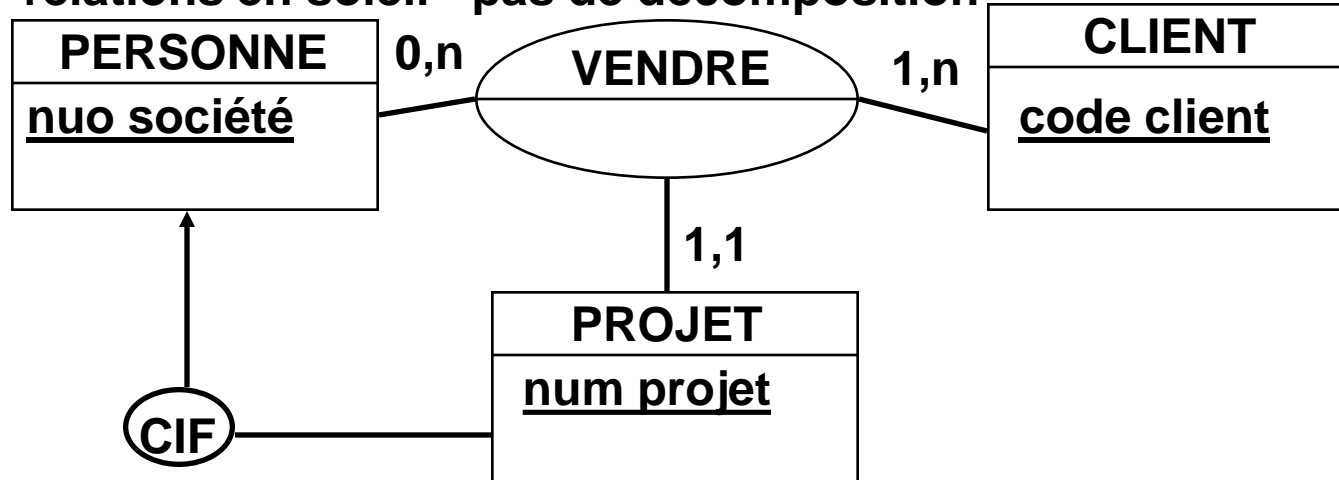 PERSONNE
0,n
VENDRE
1,n
CLIENT
nuo société
code client
1,1
PROJET
num projet
CIF